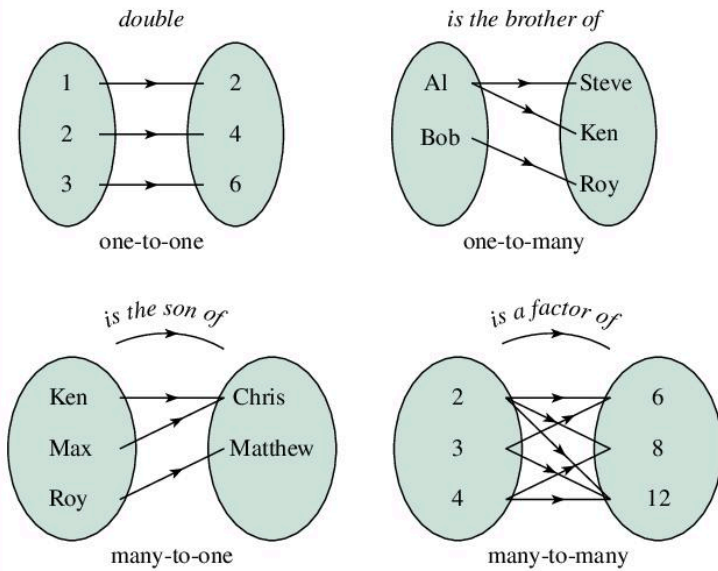 double
1 2
2 4
3 6
one-to-one
is the brother of
Al Steve
Ken
Bob
Roy
one-to-many
is the son of
Ken Chris
Max Matthew
Roy
many-to-one
is a factor of
2 6
3 8
4 12
many-to-many